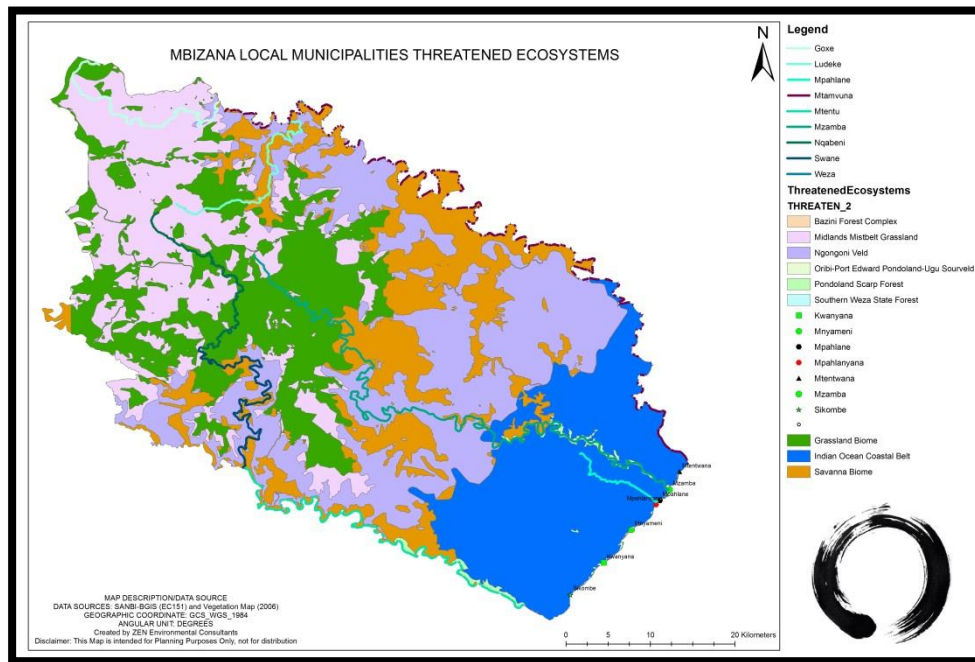 MBIZANA LOCAL MUNICIPALITIES THREATENED ECOSYSTEMS
N
Legend
Goxe
Ludeke
Mpahlane
Mtamvuna
Mtentu
Mzamba
Nqabeni
Swane
Weza
ThreatenedEcosystems
THREATEN_2
Bazini Forest Complex
Midlands Mistbelt Grassland
Ngongoni Veld
Oribi-Port Edward Pondoland-Ugu Sourveld
Pondoland Scarp Forest
Southern Weza State Forest
Kwanyana
Mnyameni
Mpahlane
Mpahlanyana
Mtentwana
Mzamba
Sikombe
Grassland Biome
Indian Ocean Coastal Belt
Savanna Biome
Mtentwana
Mzamba
Mpahlane
Mnyameni
Kwanyana
Sikombe
MAP DESCRIPTION/DATA SOURCE
DATA SOURCES: SANBI-BGIS (EC151) and Vegetation Map (2006)
GEOGRAPHIC COORDINATE: GCS_WGS_1984
ANGULAR UNIT: DEGREES
Created by ZEN Environmental Consultants
Disclaimer: This Map is intended for Planning Purposes Only, not for distribution
0 5 10 20 Kilometers